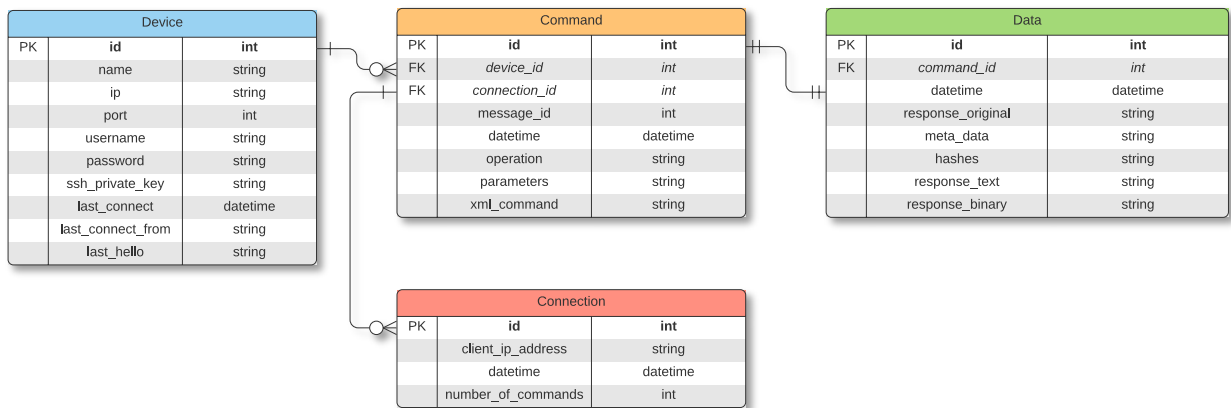 Device
PK id int
name string
ip string
port int
username string
password string
ssh_private_key string
last_connect datetime
last_connect_from string
last_hello string
Command
PK id int
FK device_id int
FK connection_id int
message_id int
datetime datetime
operation string
parameters string
xml_command string
Data
PK id int
FK command_id int
datetime datetime
response_original string
meta_data string
hashes string
response_text string
response_binary string
Connection
PK id int
client_ip_address string
datetime datetime
number_of_commands int